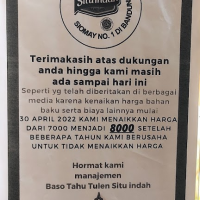 SIOMAY NO. 1 DI BANDUNG
Terimakasih atas dukungan
anda hingga kami masih
ada sampai hari ini
Seperti yg telah diberitakan di berbagai
media karena kenaikan harga bahan
baku serta biaya lainnya mulai
30 APRIL 2022 KAMI MENAIKKAN HARGA
DARI 7000 MENJADI 8000 SETELAH
BEBERAPA TAHUN KAMI BERUSAHA
UNTUK TIDAK MENAIKKAN HARGA
Hormat kami
manajemen
Baso Tahu Tulen Situ indah